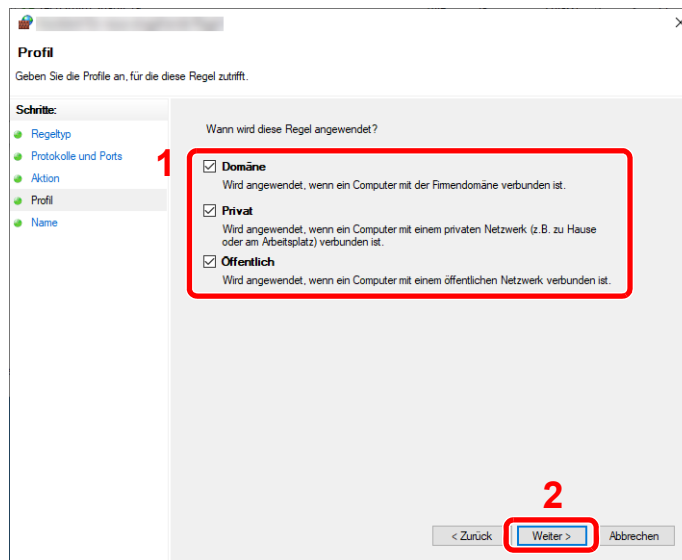 Profil
Geben Sie die Profile an, für die diese Regel zutrifft.
Schritte:
Regeltyp
Protokolle und Ports
Aktion
Profil
Name
Wann wird diese Regel angewendet?
1
Domäne
Wird angewendet, wenn ein Computer mit der Firmendomäne verbunden ist.
Privat
Wird angewendet, wenn ein Computer mit einem privaten Netzwerk (z.B. zu Hause
oder am Arbeitsplatz) verbunden ist.
Öffentlich
Wird angewendet, wenn ein Computer mit einem öffentlichen Netzwerk verbunden ist.
2
< Zurück Weiter > Abbrechen